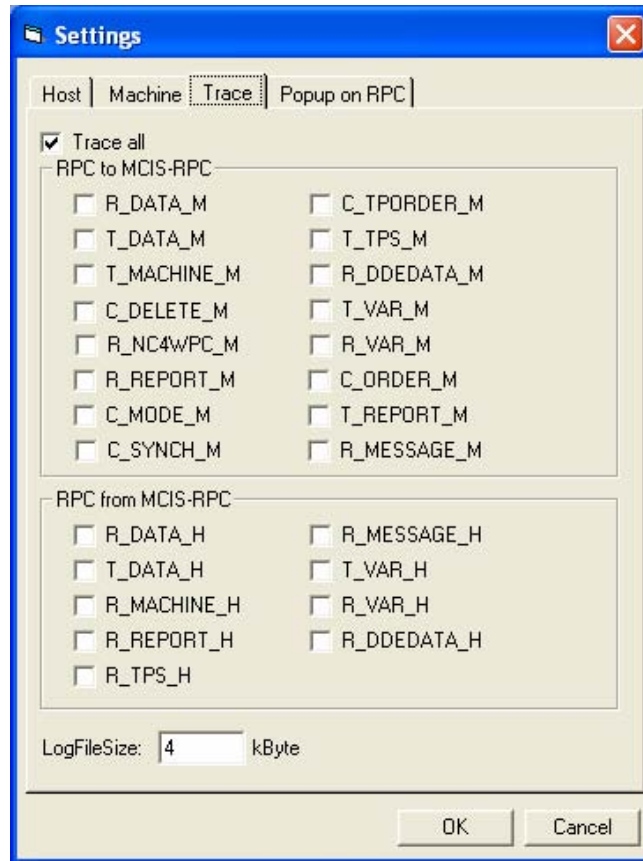 Settings
Host Machine Trace Popup on RPC
Trace all
RPC to MCIS-RPC
R_DATA_M C_TPORDER_M
T_DATA_M T_TPS_M
T_MACHINE_M R_DDEDATA_M
C_DELETE_M T_VAR_M
R_NC4WPC_M R_VAR_M
R_REPORT_M C_ORDER_M
C_MODE_M T_REPORT_M
C_SYNCH_M R_MESSAGE_M
RPC from MCIS-RPC
R_DATA_H R_MESSAGE_H
T_DATA_H T_VAR_H
R_MACHINE_H R_VAR_H
R_REPORT_H R_DDEDATA_H
R_TPS_H
LogFileSize: 4 kByte
OK Cancel